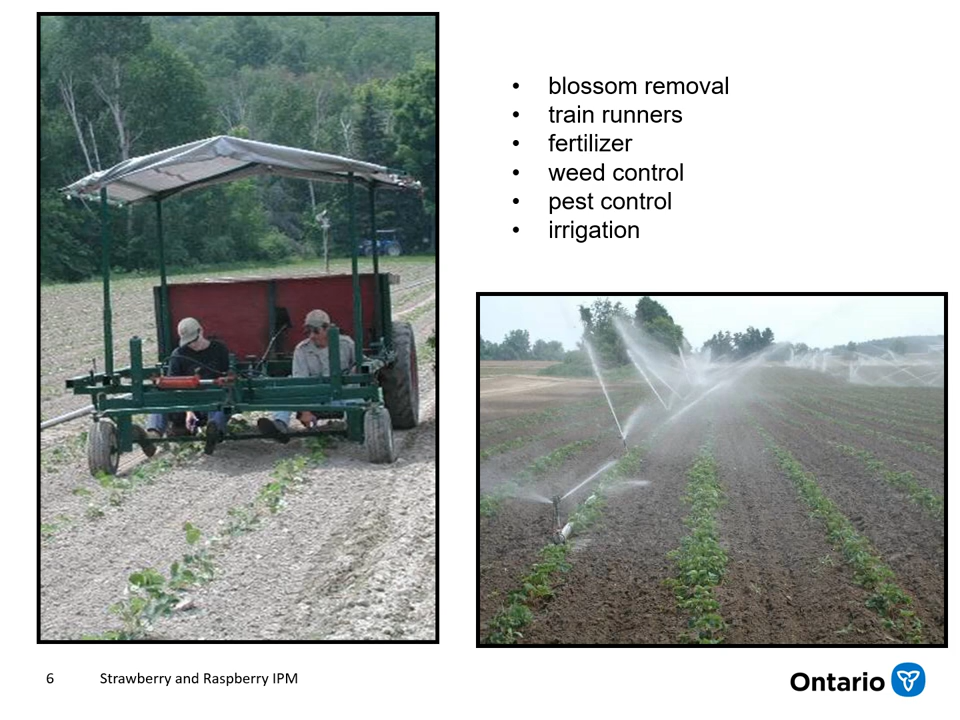 • blossom removal
• train runners
• fertilizer
• weed control
• pest control
• irrigation
6 Strawberry and Raspberry IPM
Ontario